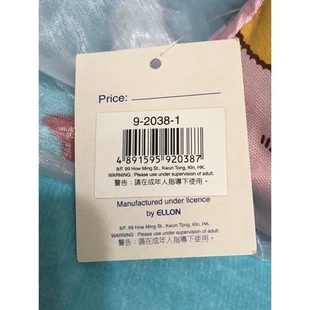 Price:
9-2038-1
4 891595 920387
8/F, 99 How Ming St., Kwun Tong, Kln, HK.
WARNING : Please use under supervision of adult.
警告：請在成年人指導下使用。
Manufactured under licence
by ELLON
8/F, 99 How Ming St., Kwun Tong, Kln, HK.
WARNING : Please use under supervision of adult.
警告：請在成年人指導下使用。